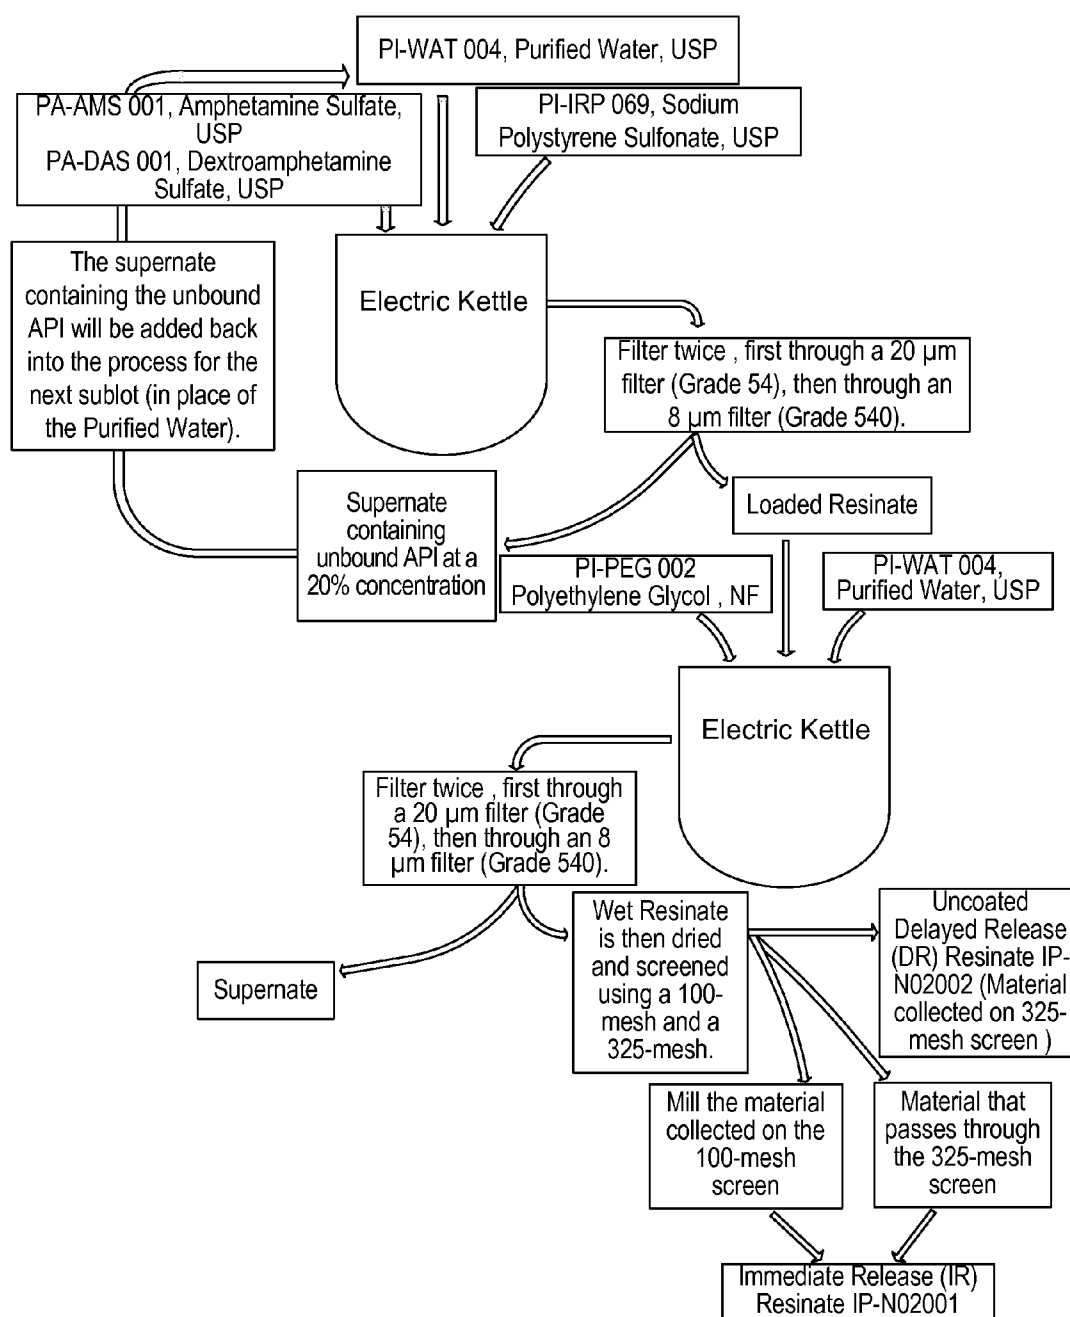 PI-WAT 004, Purified Water, USP
PA-AMS 001, Amphetamine Sulfate,
USP
PA-DAS 001, Dextroamphetamine
Sulfate, USP
PI-IRP 069, Sodium
Polystyrene Sulfonate, USP
The supernate
containing the unbound
API will be added back
into the process for the
next sublot (in place of
the Purified Water).
Electric Kettle
Filter twice , first through a 20 µm
filter (Grade 54), then through an
8 µm filter (Grade 540).
Supernate
containing
unbound API at a
20% concentration
Loaded Resinate
PI-PEG 002
Polyethylene Glycol , NF
PI-WAT 004,
Purified Water, USP
Electric Kettle
Filter twice , first through
a 20 µm filter (Grade
54), then through an 8
µm filter (Grade 540).
Supernate
Wet Resinate
is then dried
and screened
using a 100-
mesh and a
325-mesh.
Uncoated
Delayed Release
(DR) Resinate IP-
N02002 (Material
collected on 325-
mesh screen )
Mill the material
collected on the
100-mesh
screen
Material that
passes through
the 325-mesh
screen
Immediate Release (IR)
Resinate IP-N02001